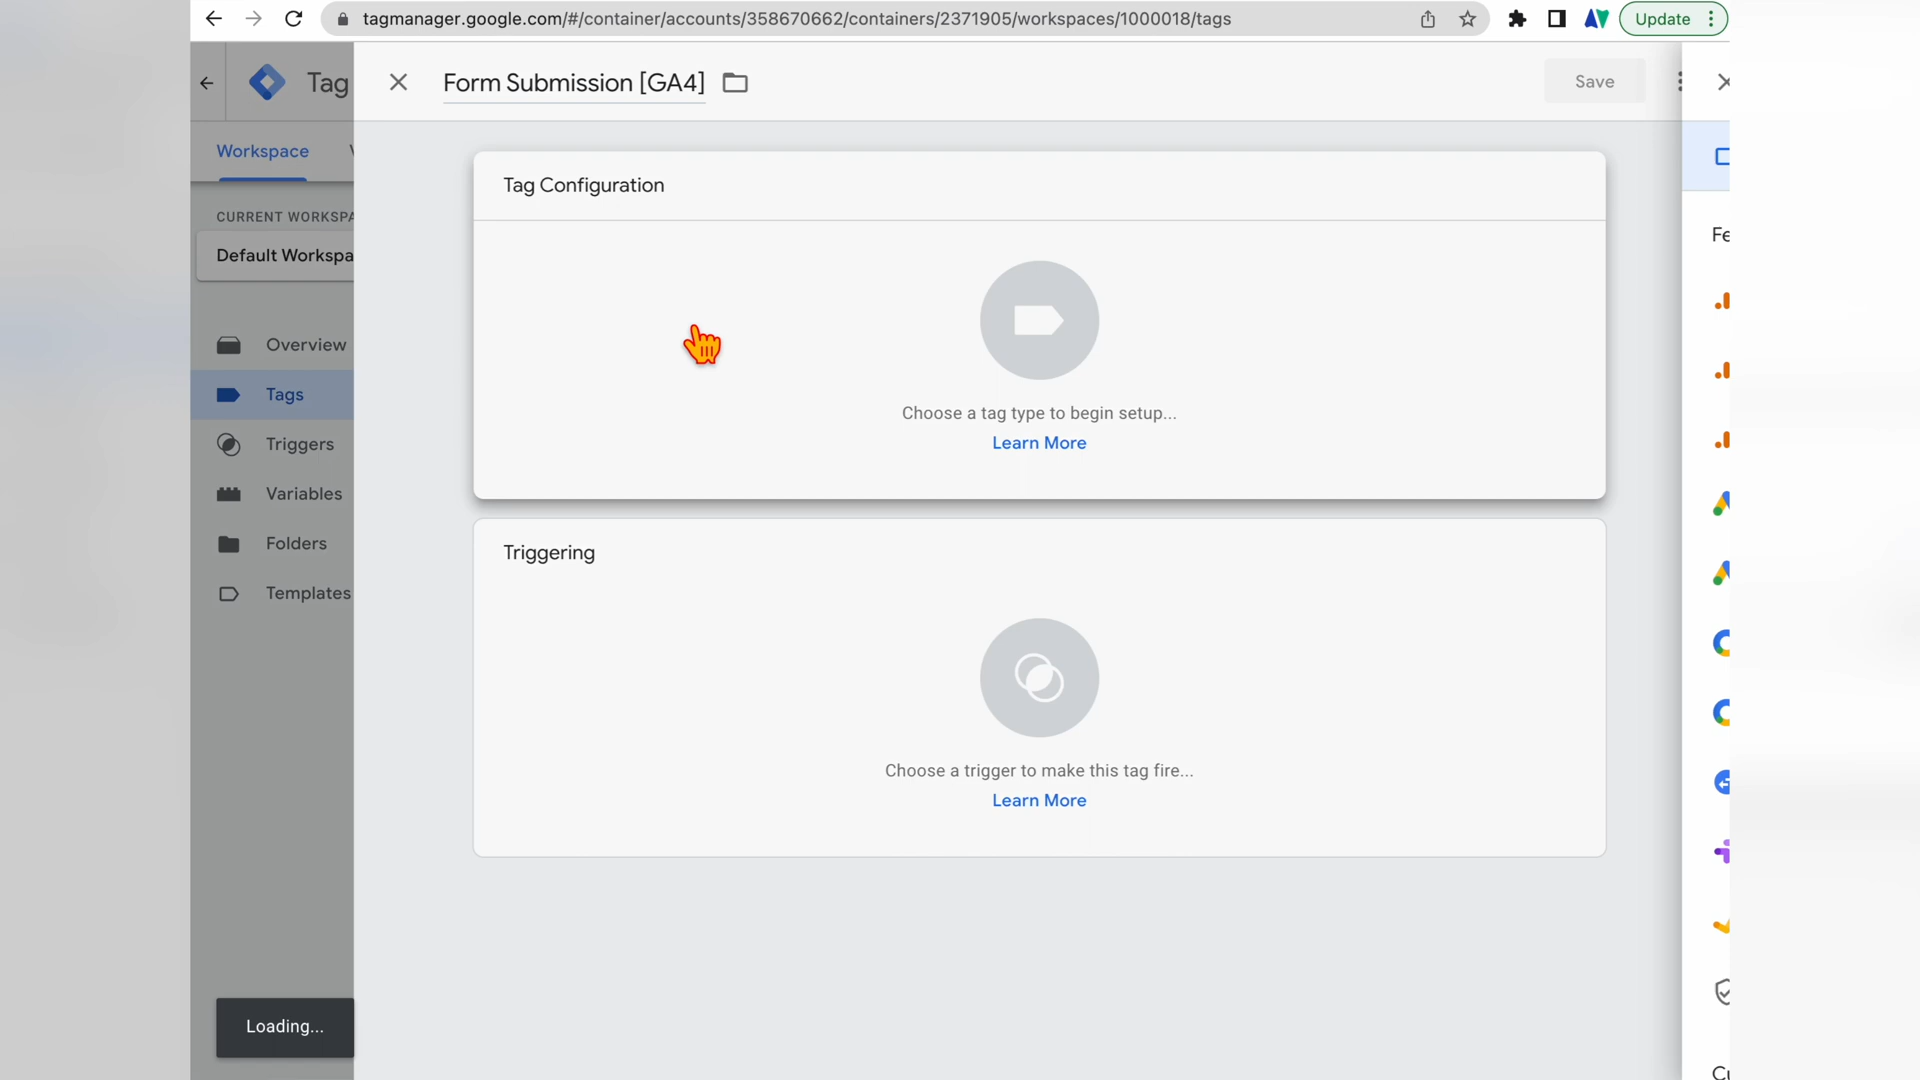 tagmanager.google.com/#/container/accounts/358670662/containers/2371905/workspaces/1000018/tags
Update
Tag
Form Submission [GA4]
Save
Workspace
CURRENT WORKSPA
Default Workspa
Overview
Tags
Triggers
Variables
Folders
Templates
Loading...
Tag Configuration
Choose a tag type to begin setup...
Learn More
Triggering
Choose a trigger to make this tag fire...
Learn More
Fe